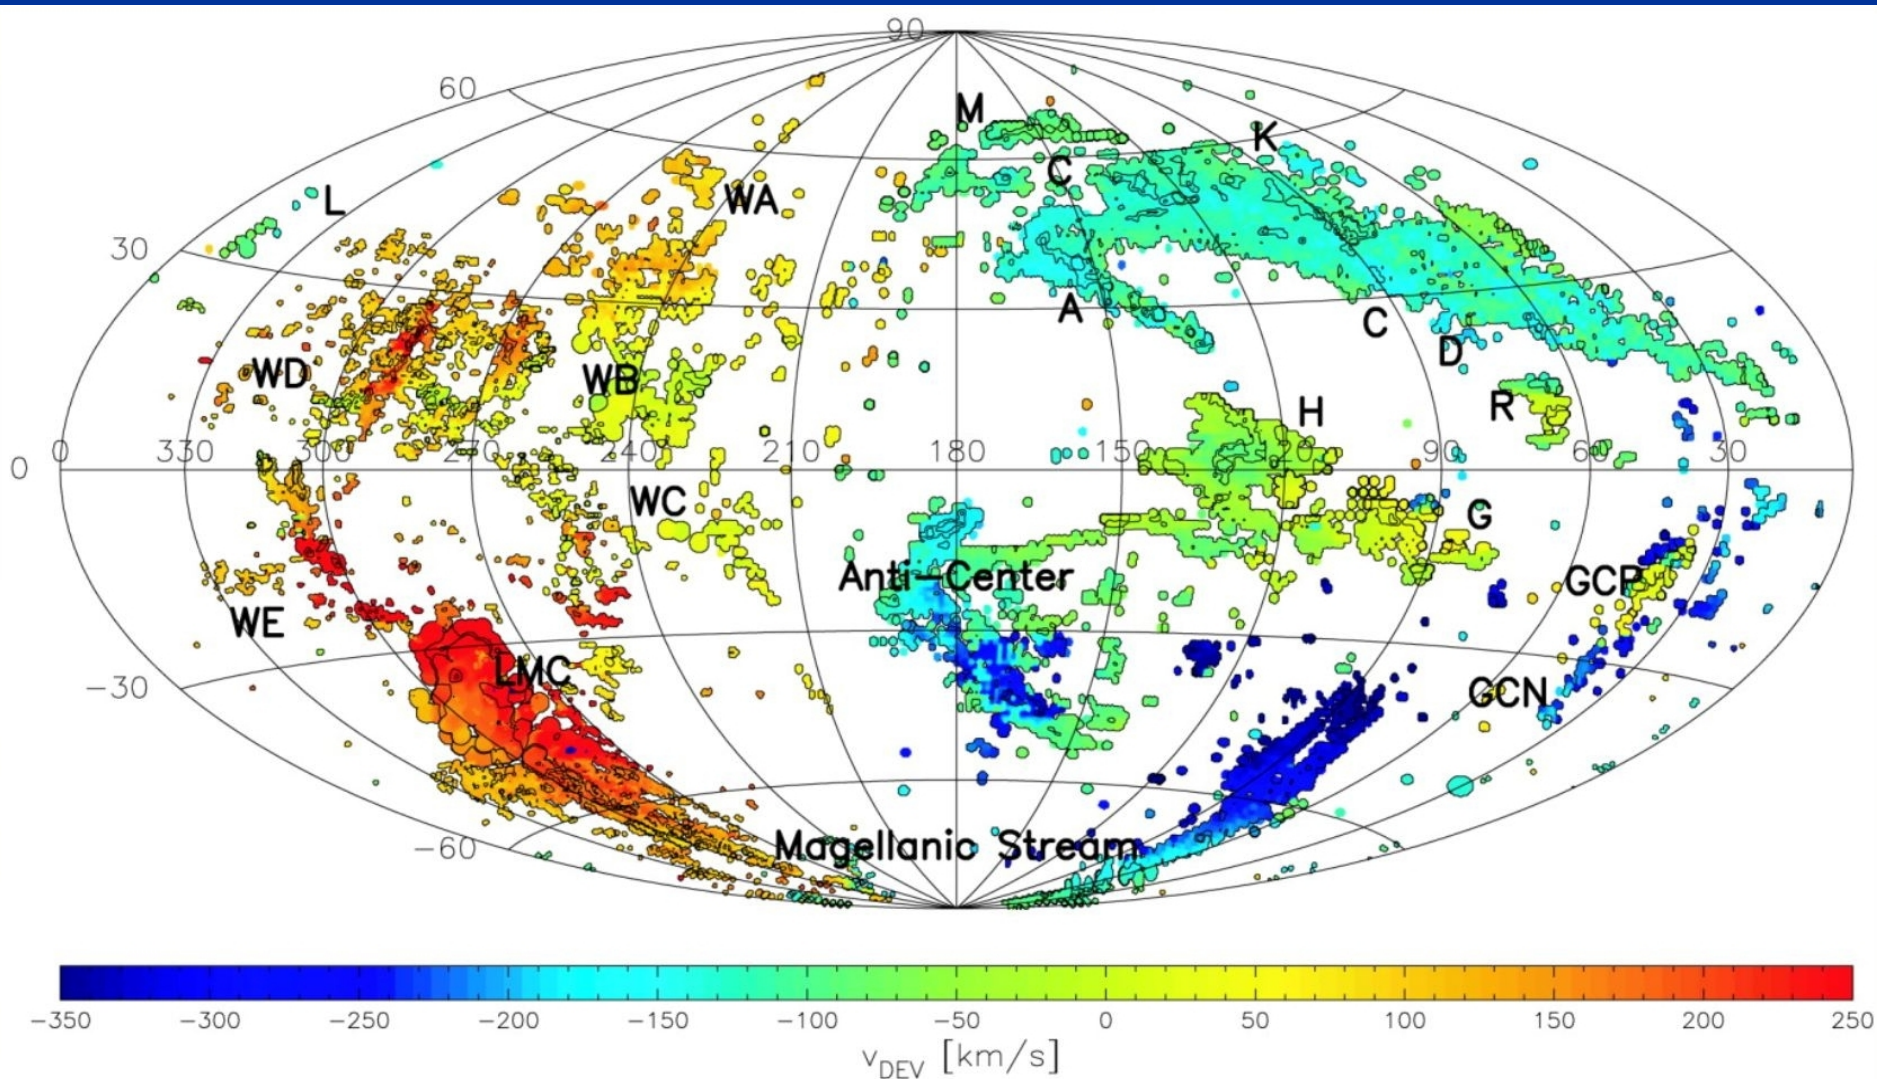 90
60
M
K
C
WA
L
30
A
C
D
WD
WB
R
H
0
0 330 300 270 240 210 180 150 120 90 60 30
WC
G
Anti-Center
GCP
WE
LMC
-30
GCN
Magellanic Stream
-60
-350 -300 -250 -200 -150 -100 -50 0 50 100 150 200 250
vDEV [km/s]